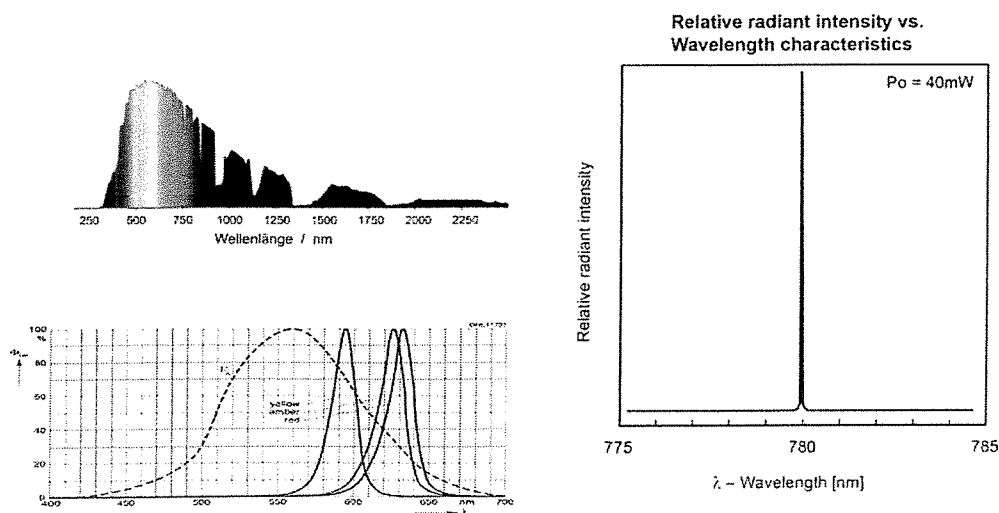 250 500 750 1000 1250 1500 1750 2000 2250
Wellenlänge / nm
100
%
80
60
40
20
0
yellow
amber
red
400 450 500 550 600 650 nm 700
λ
Relative radiant intensity vs.
Wavelength characteristics
Po = 40mW
Relative radiant intensity
775 780 785
λ – Wavelength [nm]